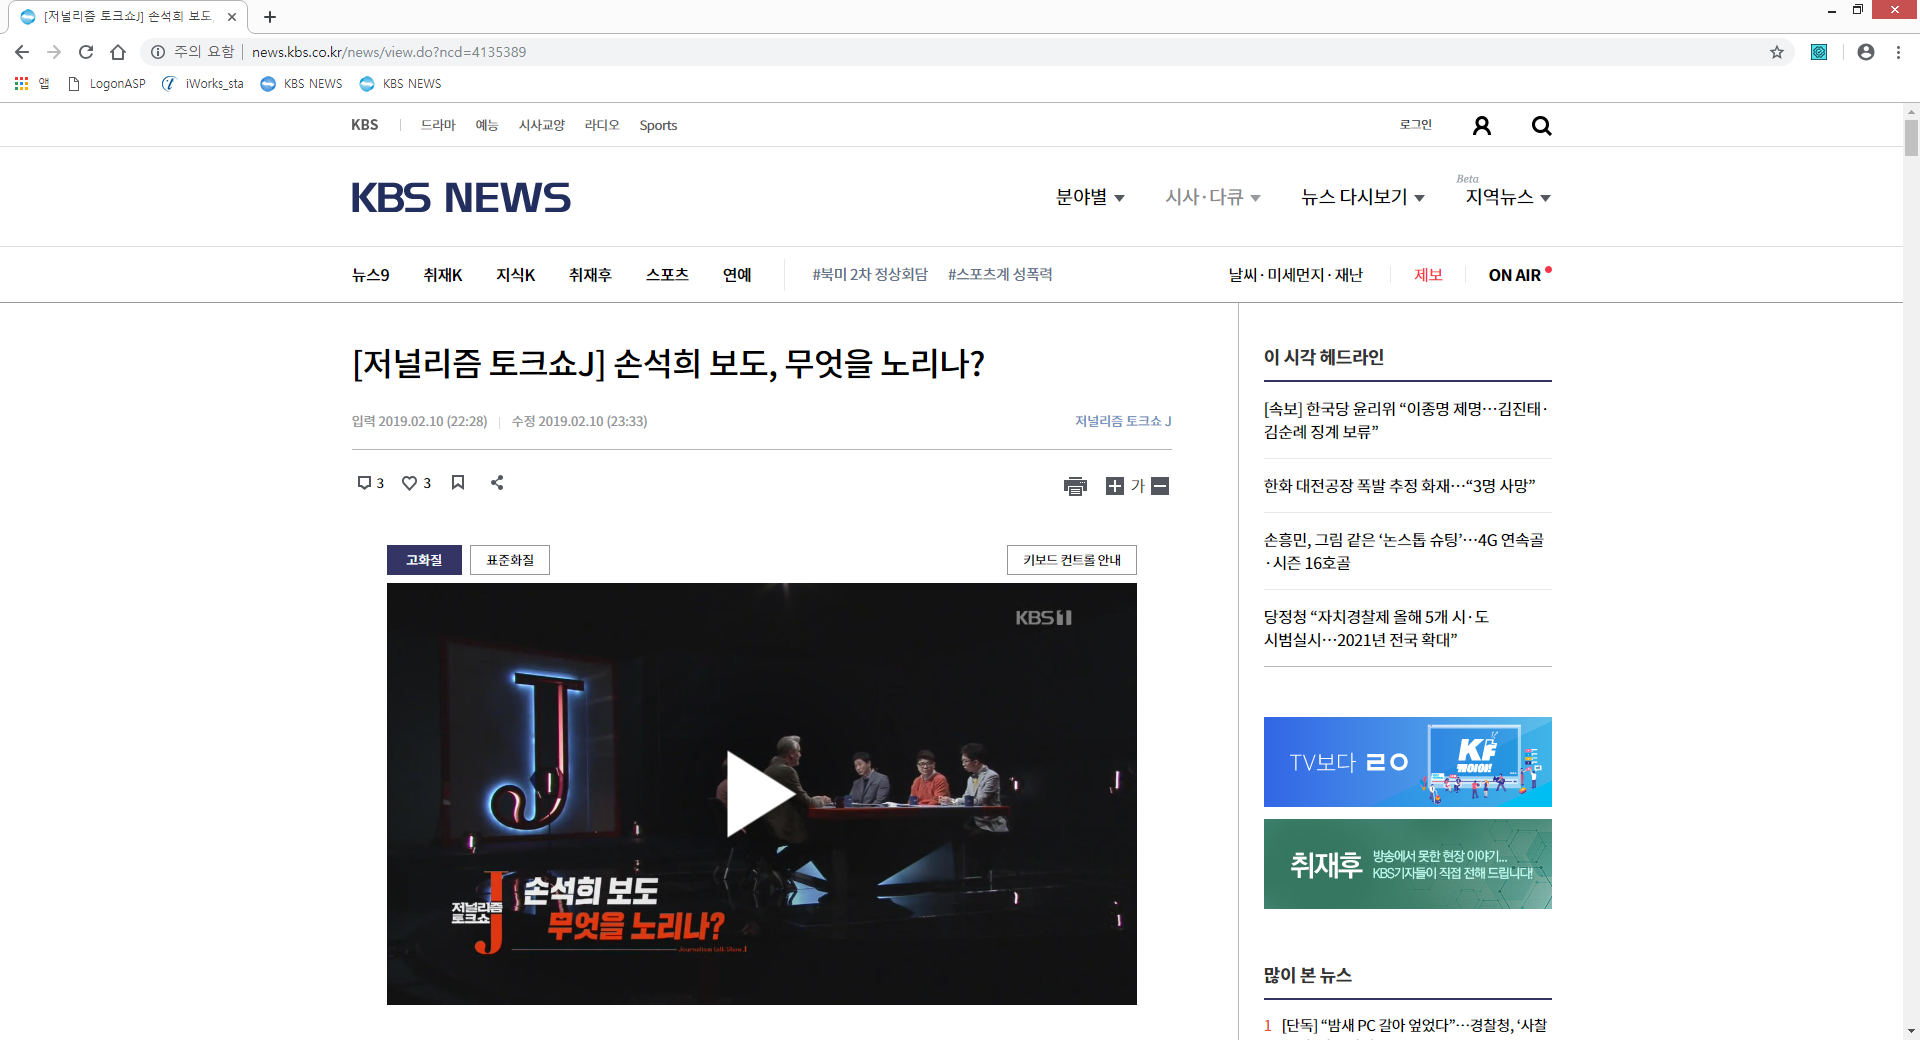 [저널리즘 토크쇼J] 손석희 보도,
주의 요함
news.kbs.co.kr/news/view.do?ncd=4135389
앱 LogonASP iWorks_sta KBS NEWS KBS NEWS
KBS 드라마 예능 시사교양 라디오 Sports 로그인
KBS NEWS
분야별 시사·다큐 뉴스 다시보기 Beta 지역뉴스
뉴스9 취재K 지식K 취재후 스포츠 연예 #북미 2차 정상회담 #스포츠계 성폭력 날씨·미세먼지·재난 제보 ON AIR
[저널리즘 토크쇼J] 손석희 보도, 무엇을 노리나?
입력 2019.02.10 (22:28) 수정 2019.02.10 (23:33) 저널리즘 토크쇼 J
3 3 가
고화질 표준화질 키보드 컨트롤 안내
KBS1
저널리즘
토크쇼
J
손석희 보도
무엇을 노리나?
Journalism Talk Show J
이 시각 헤드라인
[속보] 한국당 윤리위 “이종명 제명…김진태·
김순례 징계 보류”
한화 대전공장 폭발 추정 화재…“3명 사망”
손흥민, 그림 같은 ‘논스톱 슈팅’…4G 연속골
·시즌 16호골
당정청 “자치경찰제 올해 5개 시·도
시범실시…2021년 전국 확대”
TV보다 ㄹㅇ
케이야!
취재후
방송에서 못한 현장 이야기...
KBS기자들이 직접 전해 드립니다!
많이 본 뉴스
1 [단독] “밤새 PC 갈아 엎었다”…경찰청, ‘사찰